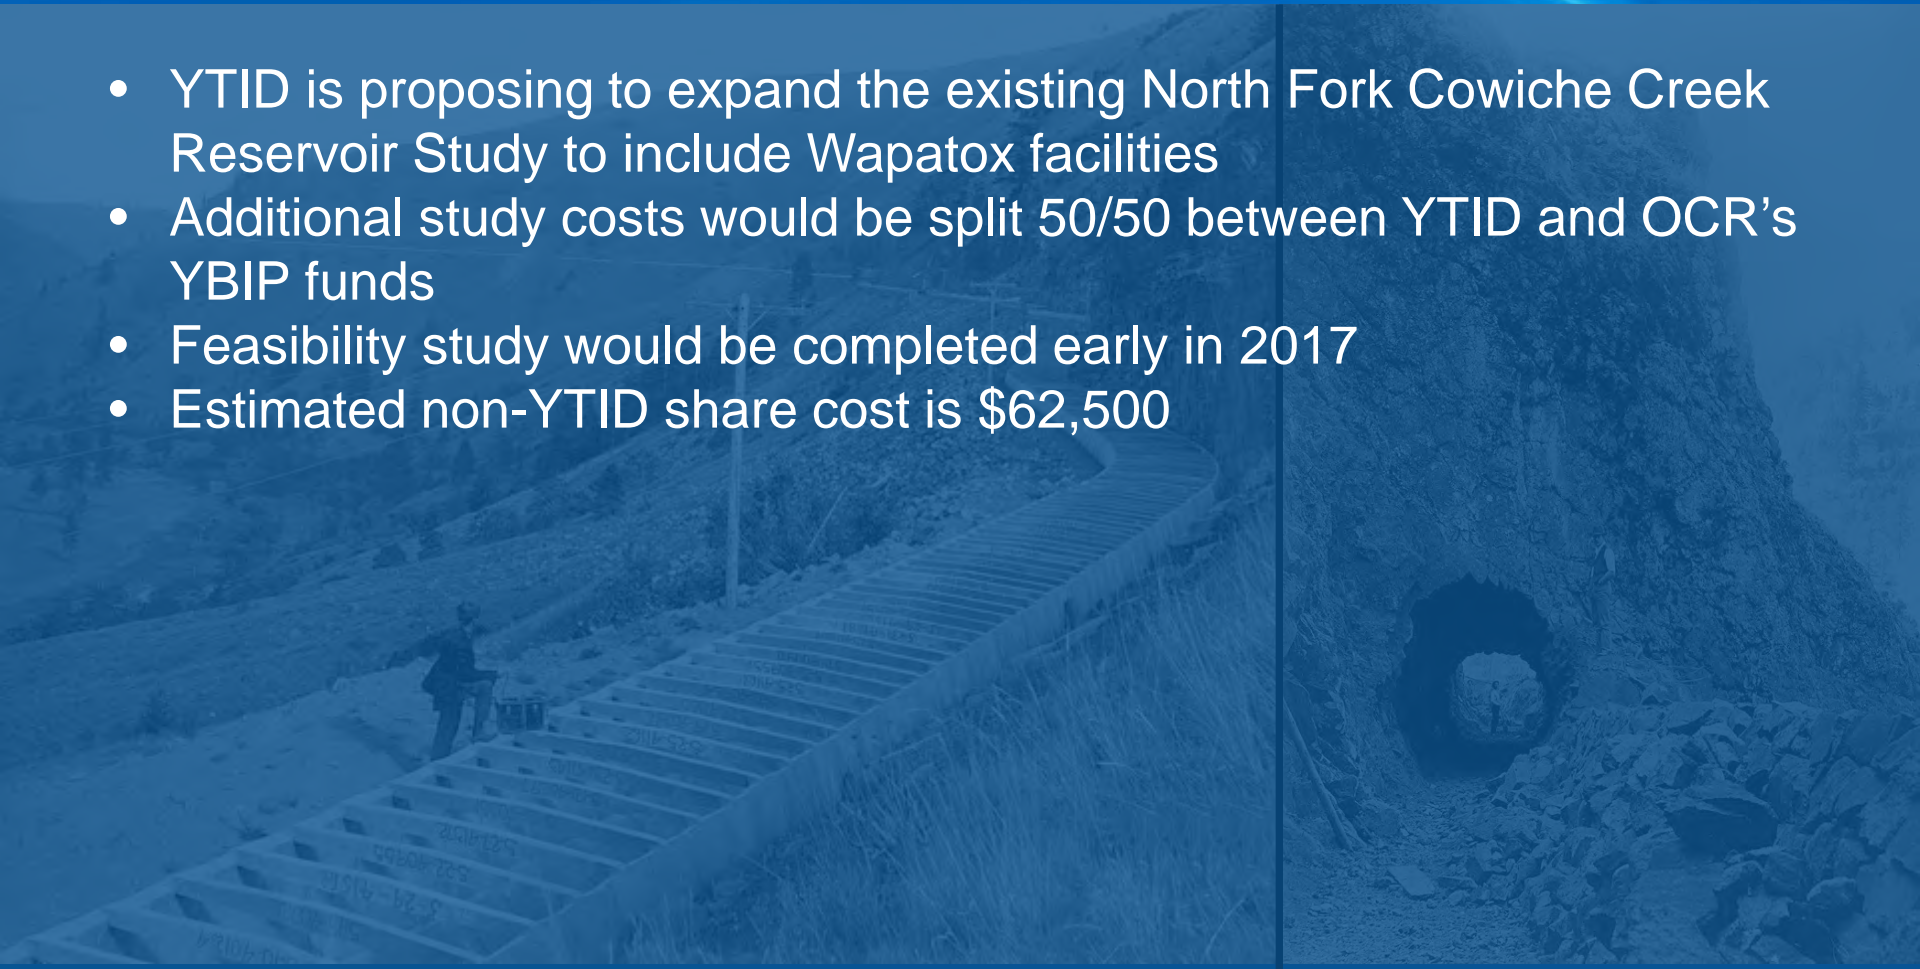 • YTID is proposing to expand the existing North Fork Cowiche Creek
Reservoir Study to include Wapatox facilities
• Additional study costs would be split 50/50 between YTID and OCR’s
YBIP funds
• Feasibility study would be completed early in 2017
• Estimated non-YTID share cost is $62,500